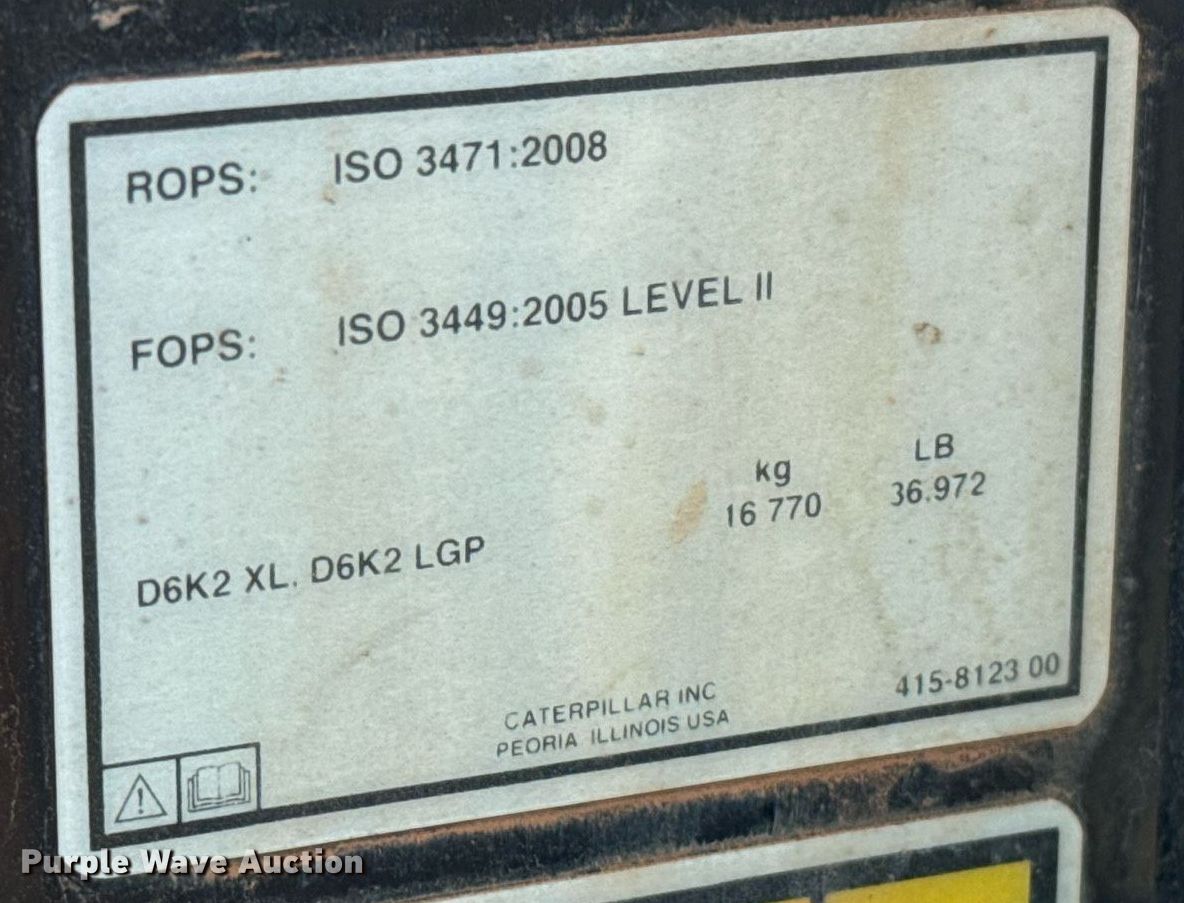 ROPS: ISO 3471:2008
FOPS: ISO 3449:2005 LEVEL II
kg LB
16 770 36.972
D6K2 XL. D6K2 LGP
415-8123 00
CATERPILLAR INC
PEORIA ILLINOIS USA
Purple Wave Auction